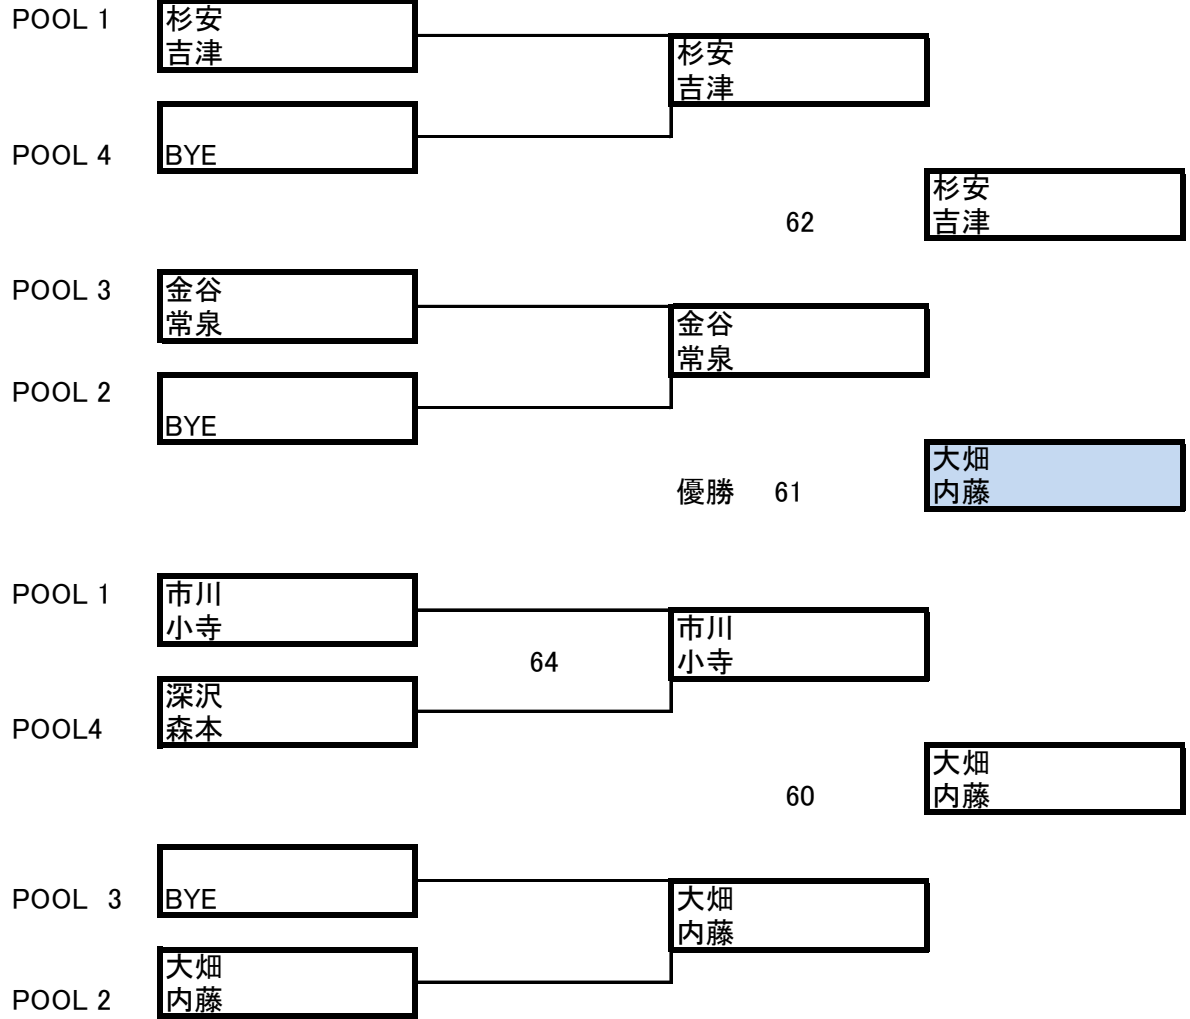 POOL 1
杉安
吉津
杉安
吉津
POOL 4
BYE
杉安
吉津
62
POOL 3
金谷
常泉
金谷
常泉
POOL 2
BYE
大畑
内藤
優勝 61
POOL 1
市川
小寺
市川
小寺
64
POOL4
深沢
森本
大畑
内藤
60
POOL 3
BYE
大畑
内藤
POOL 2
大畑
内藤